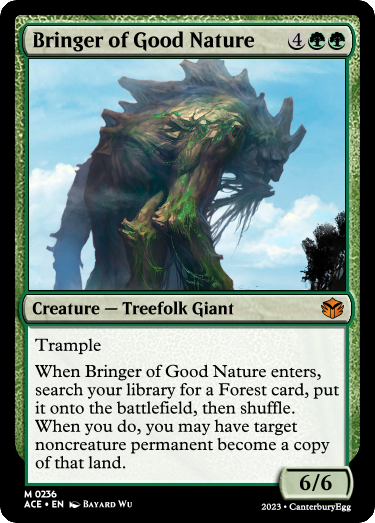 Bringer of Good Nature 4
Creature — Treefolk Giant
Trample
When Bringer of Good Nature enters,
search your library for a Forest card, put
it onto the battlefield, then shuffle.
When you do, you may have target
noncreature permanent become a copy
of that land.
6/6
M 0236
ACE • EN Bayard Wu
2023 • CanterburyEgg